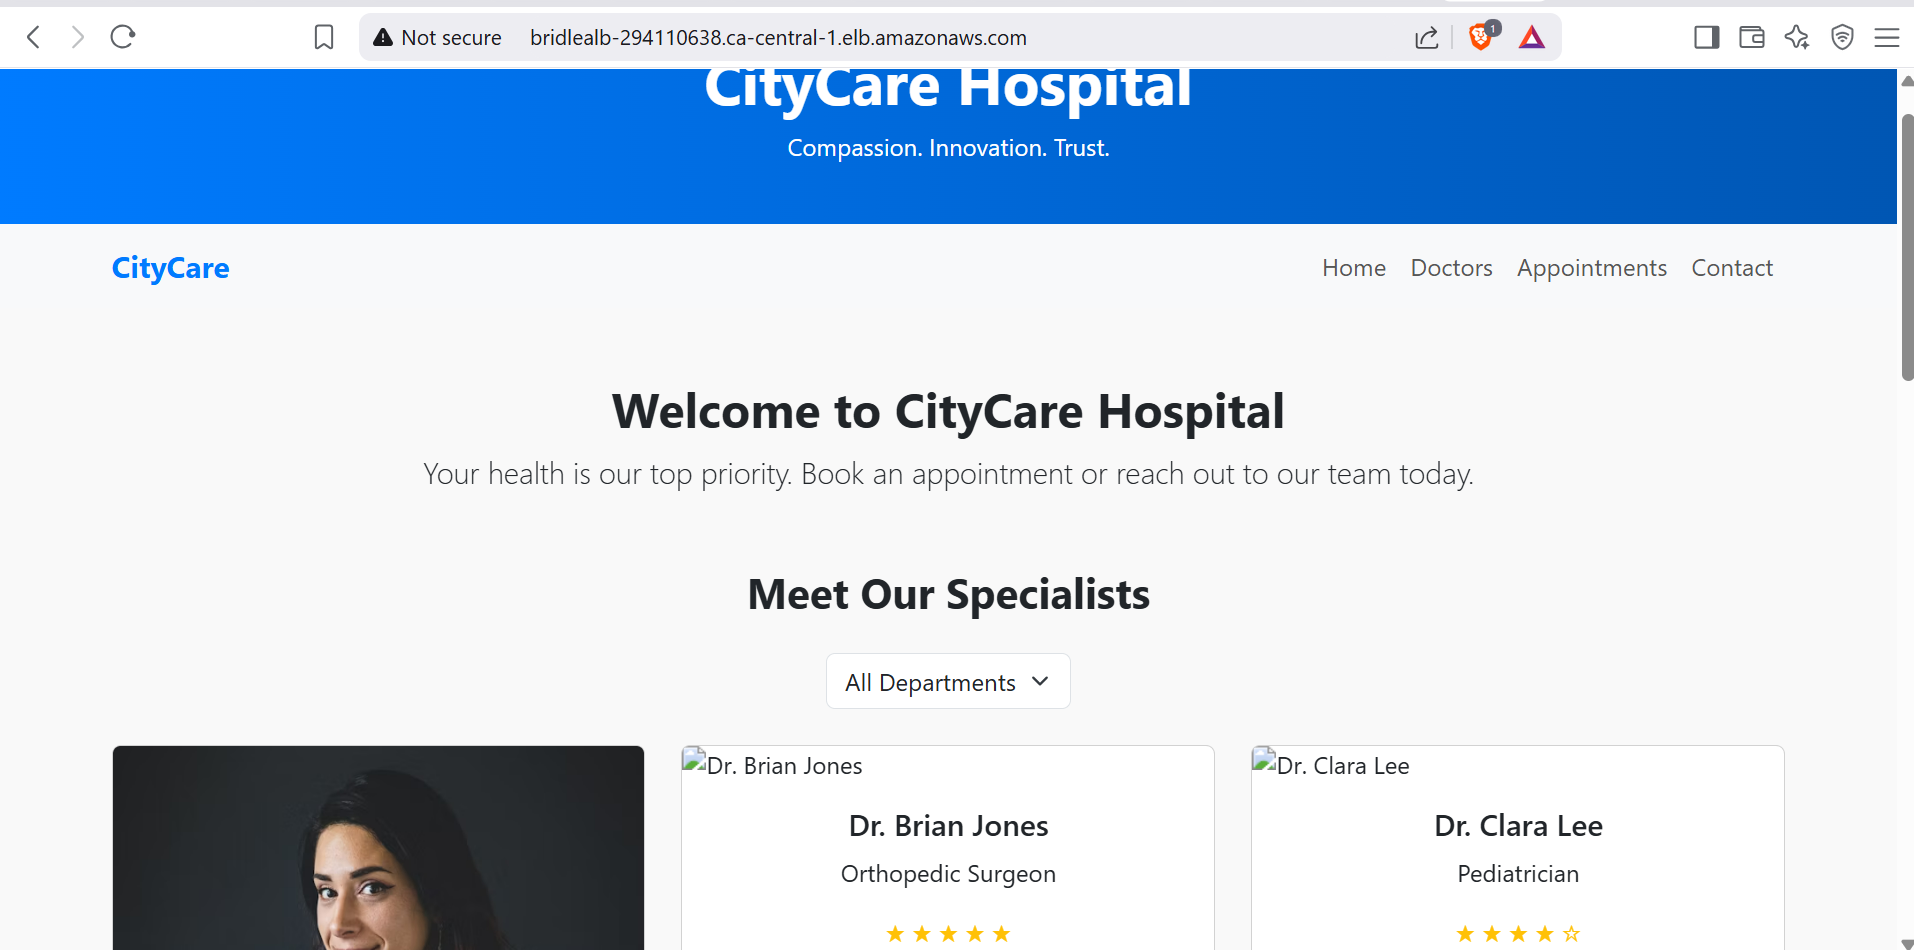 Not secure bridlealb-294110638.ca-central-1.elb.amazonaws.com 1
CityCare Hospital
Compassion. Innovation. Trust.
CityCare Home Doctors Appointments Contact
Welcome to CityCare Hospital
Your health is our top priority. Book an appointment or reach out to our team today.
Meet Our Specialists
All Departments
Dr. Brian Jones
Dr. Brian Jones
Orthopedic Surgeon
★ ★ ★ ★ ★
Dr. Clara Lee
Dr. Clara Lee
Pediatrician
★ ★ ★ ★ ☆